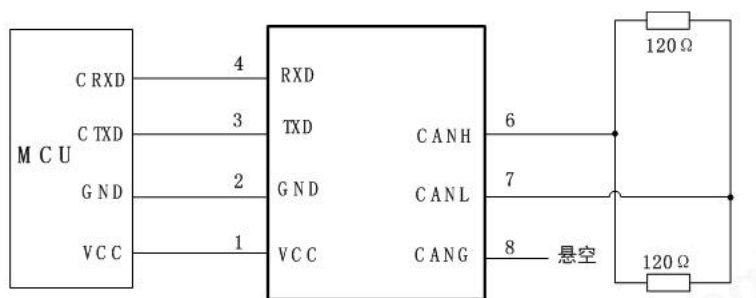 120Ω
CRXD 4 RXD
CTXD 3 TXD CANH 6
MCU
GND 2 GND CANL 7
VCC 1 VCC CANG 8 悬空
120Ω